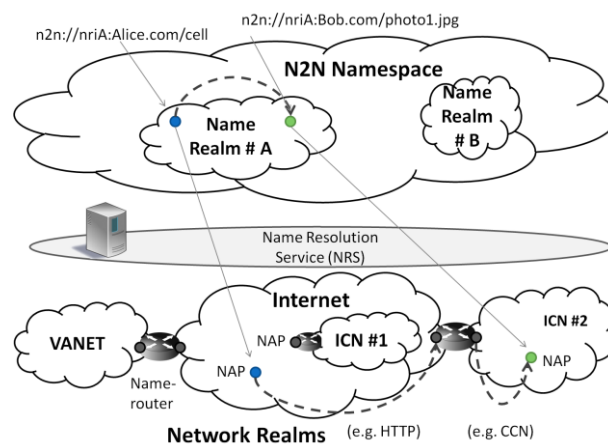 n2n://nriA:Bob.com/photo1.jpg
n2n://nriA:Alice.com/cell
N2N Namespace
Name
Realm # A
Name
Realm
# B
Name Resolution
Service (NRS)
Internet
VANET
NAP
ICN #1
ICN #2
NAP
NAP
Name-
router
Network Realms
(e.g. HTTP)
(e.g. CCN)